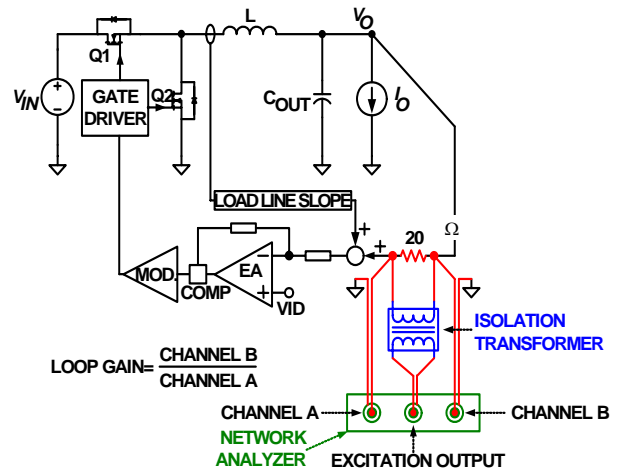 L
VO
Q1
Q2
VIN
GATE
DRIVER
COUT
IO
LOAD LINE SLOPE
+
+
20
Ω
MOD.
COMP
EA
−
+
VID
ISOLATION
TRANSFORMER
LOOP GAIN= CHANNEL B
CHANNEL A
CHANNEL A
CHANNEL B
NETWORK
ANALYZER
EXCITATION OUTPUT